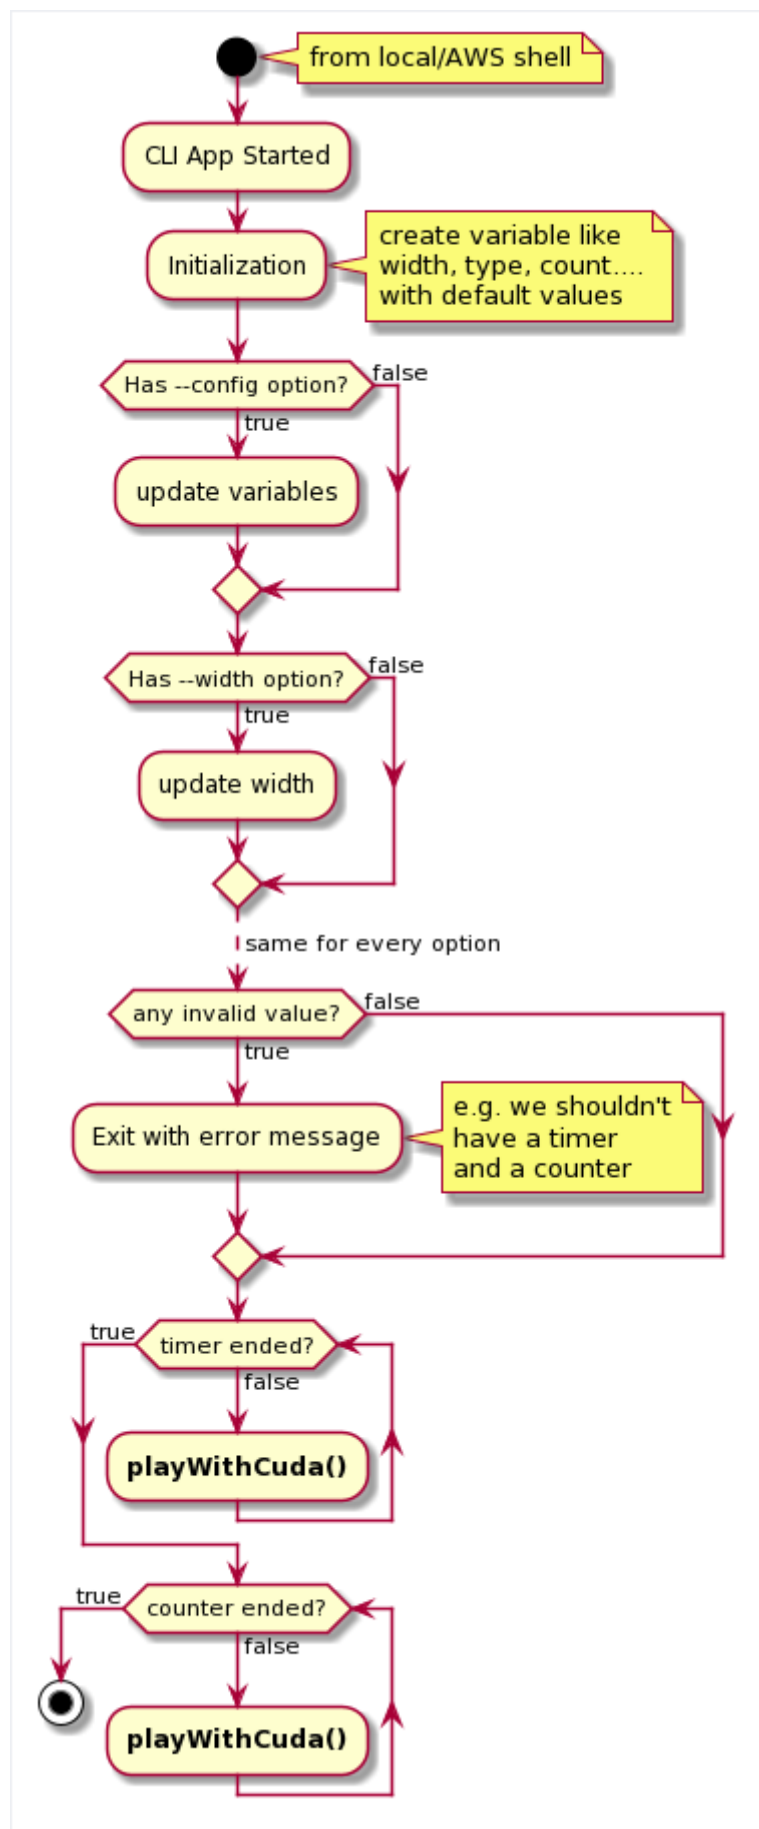 from local/AWS shell
CLI App Started
Initialization
create variable like
width, type, count....
with default values
Has --config option?
false
true
update variables
Has --width option?
false
true
update width
same for every option
any invalid value?
false
true
Exit with error message
e.g. we shouldn't
have a timer
and a counter
true
timer ended?
false
playWithCuda()
true
counter ended?
false
playWithCuda()